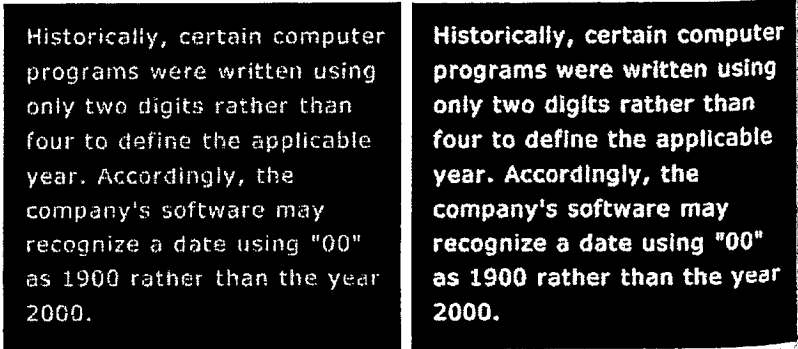 Historically, certain computer
programs were written using
only two digits rather than
four to define the applicable
year. Accordingly, the
company's software may
recognize a date using "00"
as 1900 rather than the year
2000.
Historically, certain computer
programs were written using
only two digits rather than
four to define the applicable
year. Accordingly, the
company's software may
recognize a date using "00"
as 1900 rather than the year
2000.